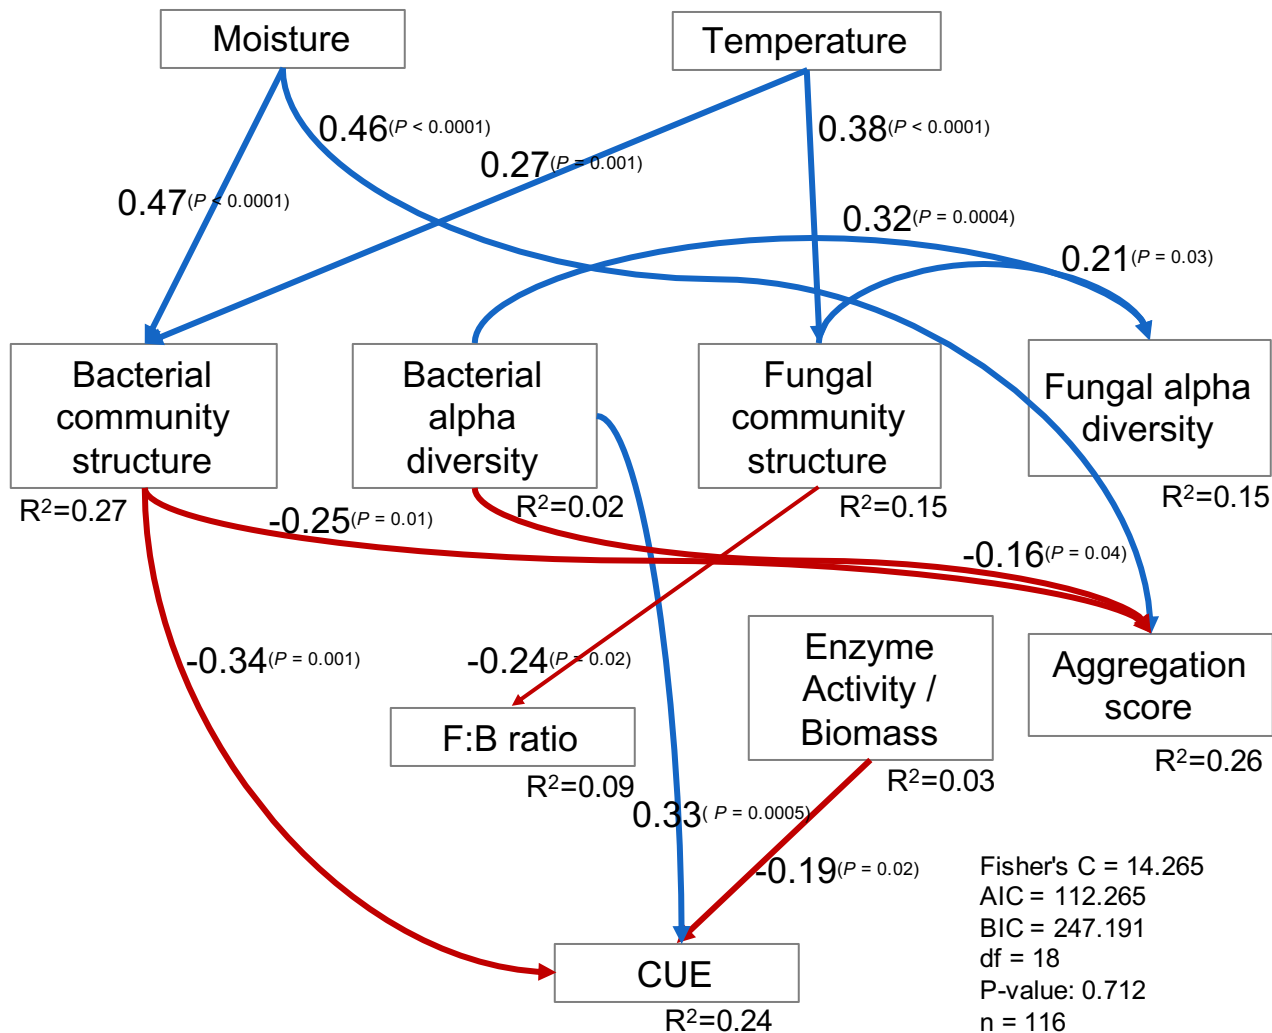 Moisture
Temperature
0.46(P < 0.0001)
0.38(P < 0.0001)
0.27(P = 0.001)
0.47(P < 0.0001)
0.32(P = 0.0004)
0.21(P = 0.03)
Bacterial
community
structure
R²=0.27
Bacterial
alpha
diversity
R²=0.02
Fungal
community
structure
R²=0.15
Fungal alpha
diversity
R²=0.15
-0.25(P = 0.01)
-0.16(P = 0.04)
-0.34(P = 0.001)
-0.24(P = 0.02)
Enzyme
Activity /
Biomass
R²=0.03
Aggregation
score
R²=0.26
F:B ratio
R²=0.09
0.33( P = 0.0005)
-0.19(P = 0.02)
CUE
R²=0.24
Fisher's C = 14.265
AIC = 112.265
BIC = 247.191
df = 18
P-value: 0.712
n = 116